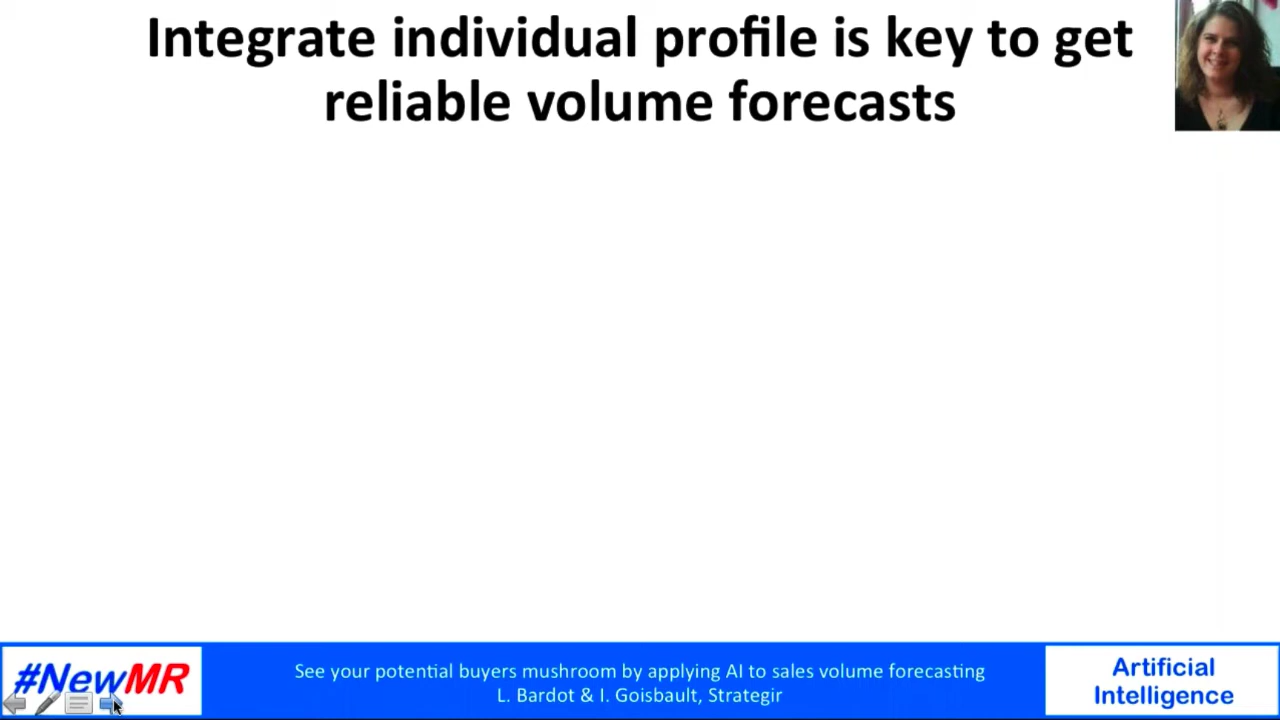 Integrate individual profile is key to get
reliable volume forecasts
#NewMR
See your potential buyers mushroom by applying AI to sales volume forecasting
L. Bardot & I. Goisbault, Strategir
Artificial
Intelligence